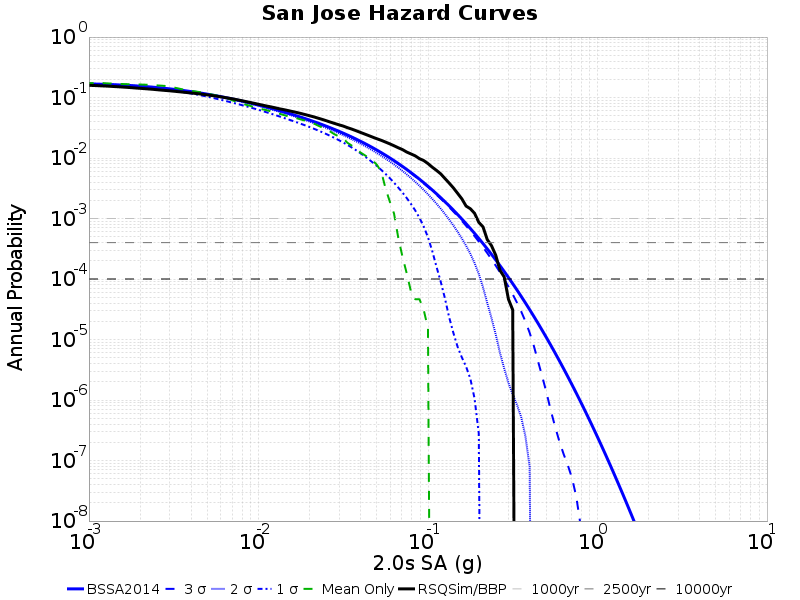 San Jose Hazard Curves
Annual Probability
10^0
10^-1
10^-2
10^-3
10^-4
10^-5
10^-6
10^-7
10^-8
10^-3 10^-2 10^-1 10^0 10^1
2.0s SA (g)
BSSA2014 3 σ 2 σ 1 σ Mean Only RSQSim/BBP 1000yr 2500yr 10000yr